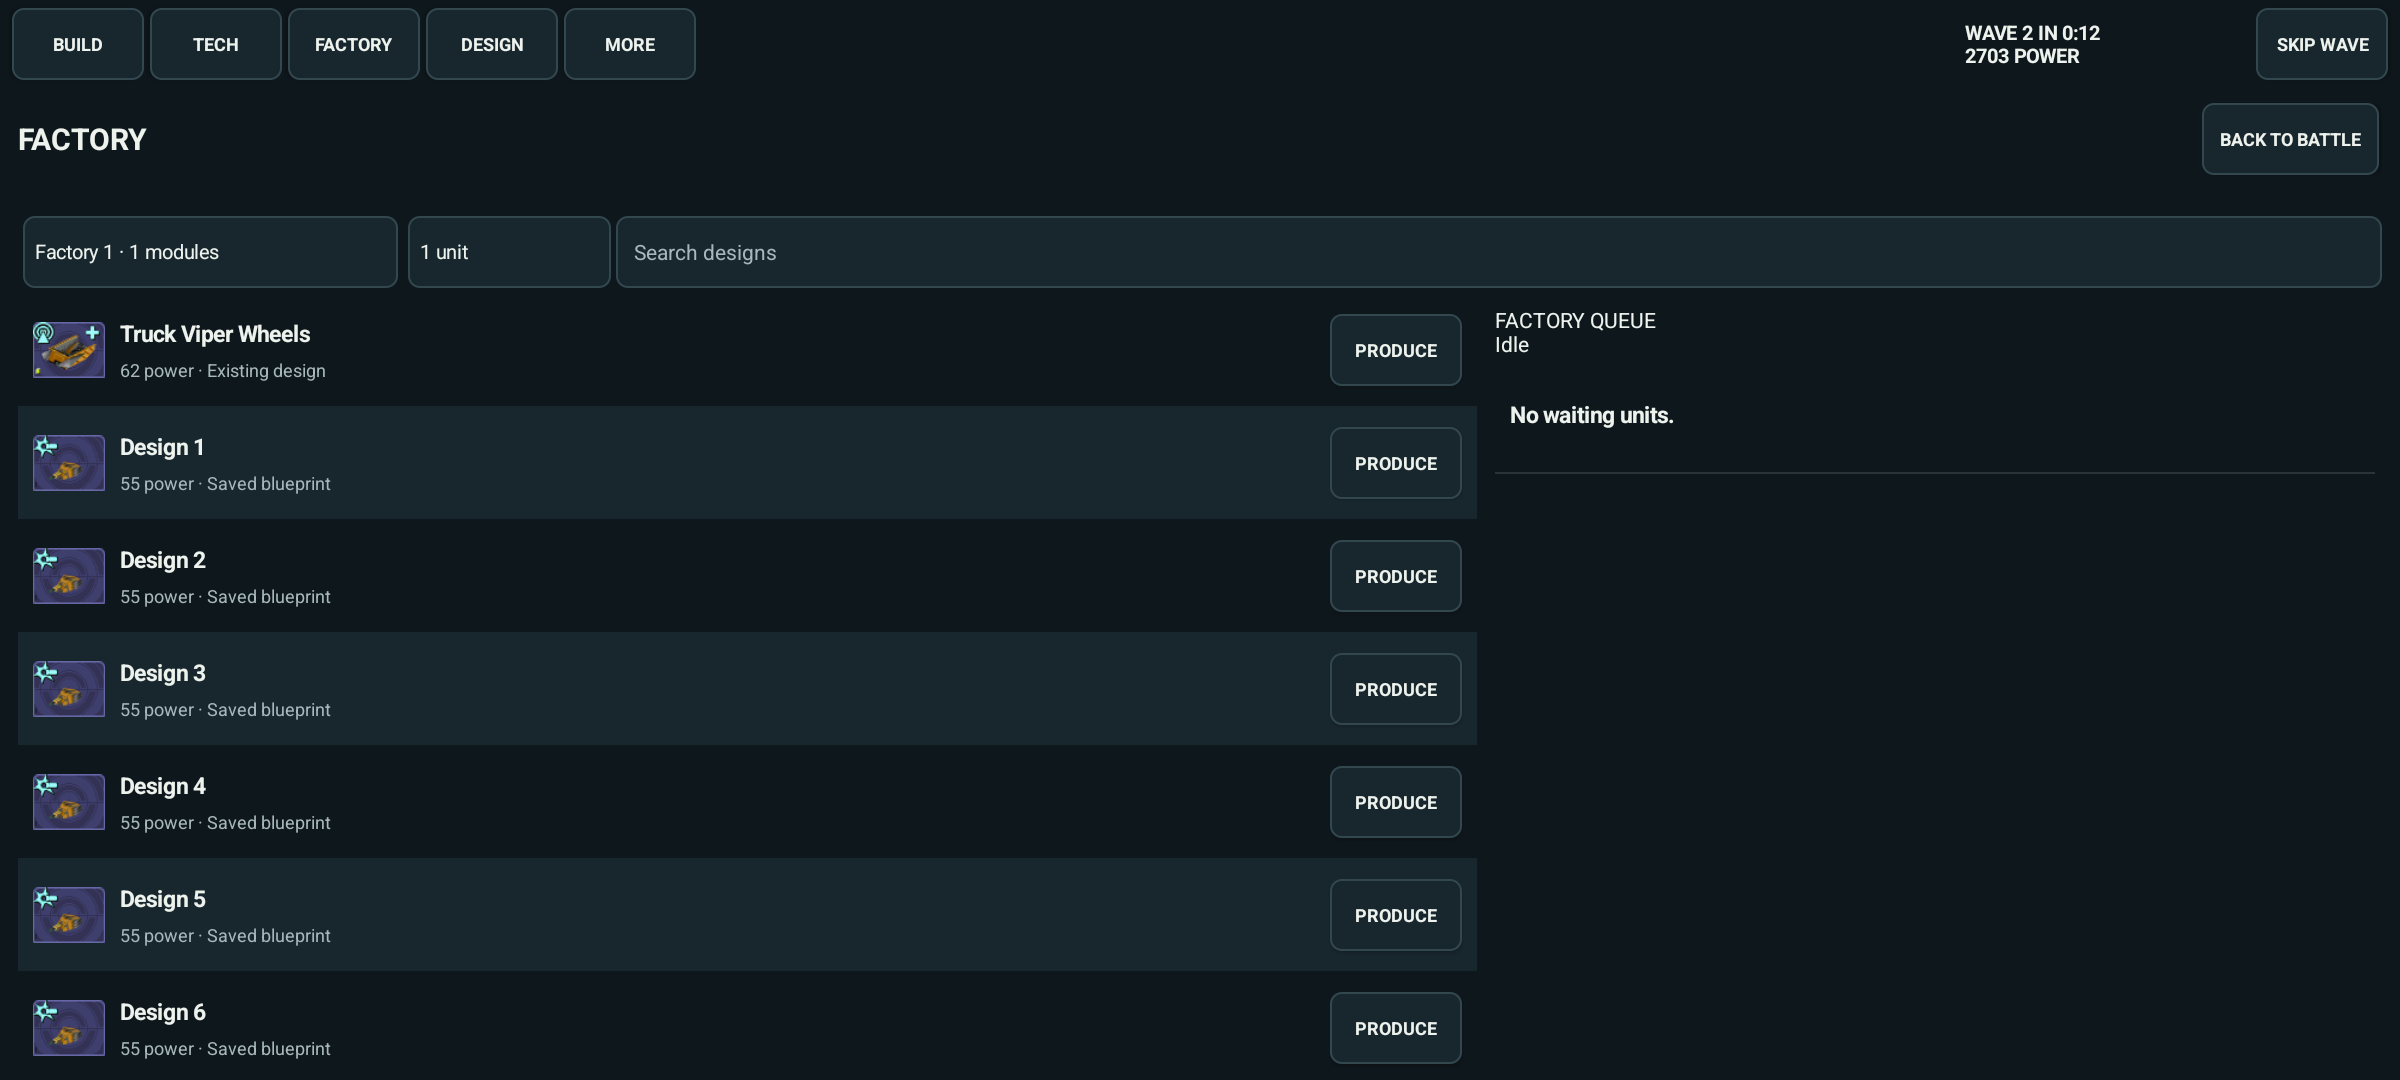 BUILD
TECH
FACTORY
DESIGN
MORE
WAVE 2 IN 0:12
2703 POWER
SKIP WAVE
FACTORY
BACK TO BATTLE
Factory 1 · 1 modules
1 unit
Search designs
Truck Viper Wheels
62 power · Existing design
PRODUCE
Design 1
55 power · Saved blueprint
PRODUCE
Design 2
55 power · Saved blueprint
PRODUCE
Design 3
55 power · Saved blueprint
PRODUCE
Design 4
55 power · Saved blueprint
PRODUCE
Design 5
55 power · Saved blueprint
PRODUCE
Design 6
55 power · Saved blueprint
PRODUCE
FACTORY QUEUE
Idle
No waiting units.